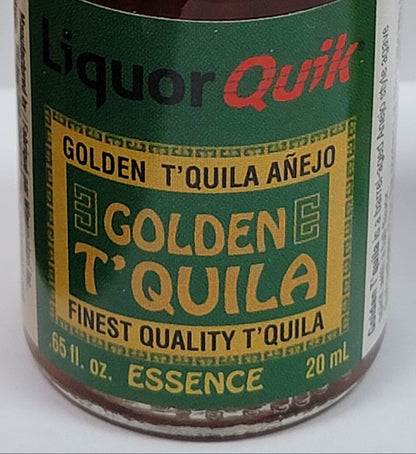 Liquor Quik
GOLDEN T'QUILA AÑEJO
GOLDEN
T'QUILA
FINEST QUALITY T'QUILA
.65 fl. oz. ESSENCE 20 mL